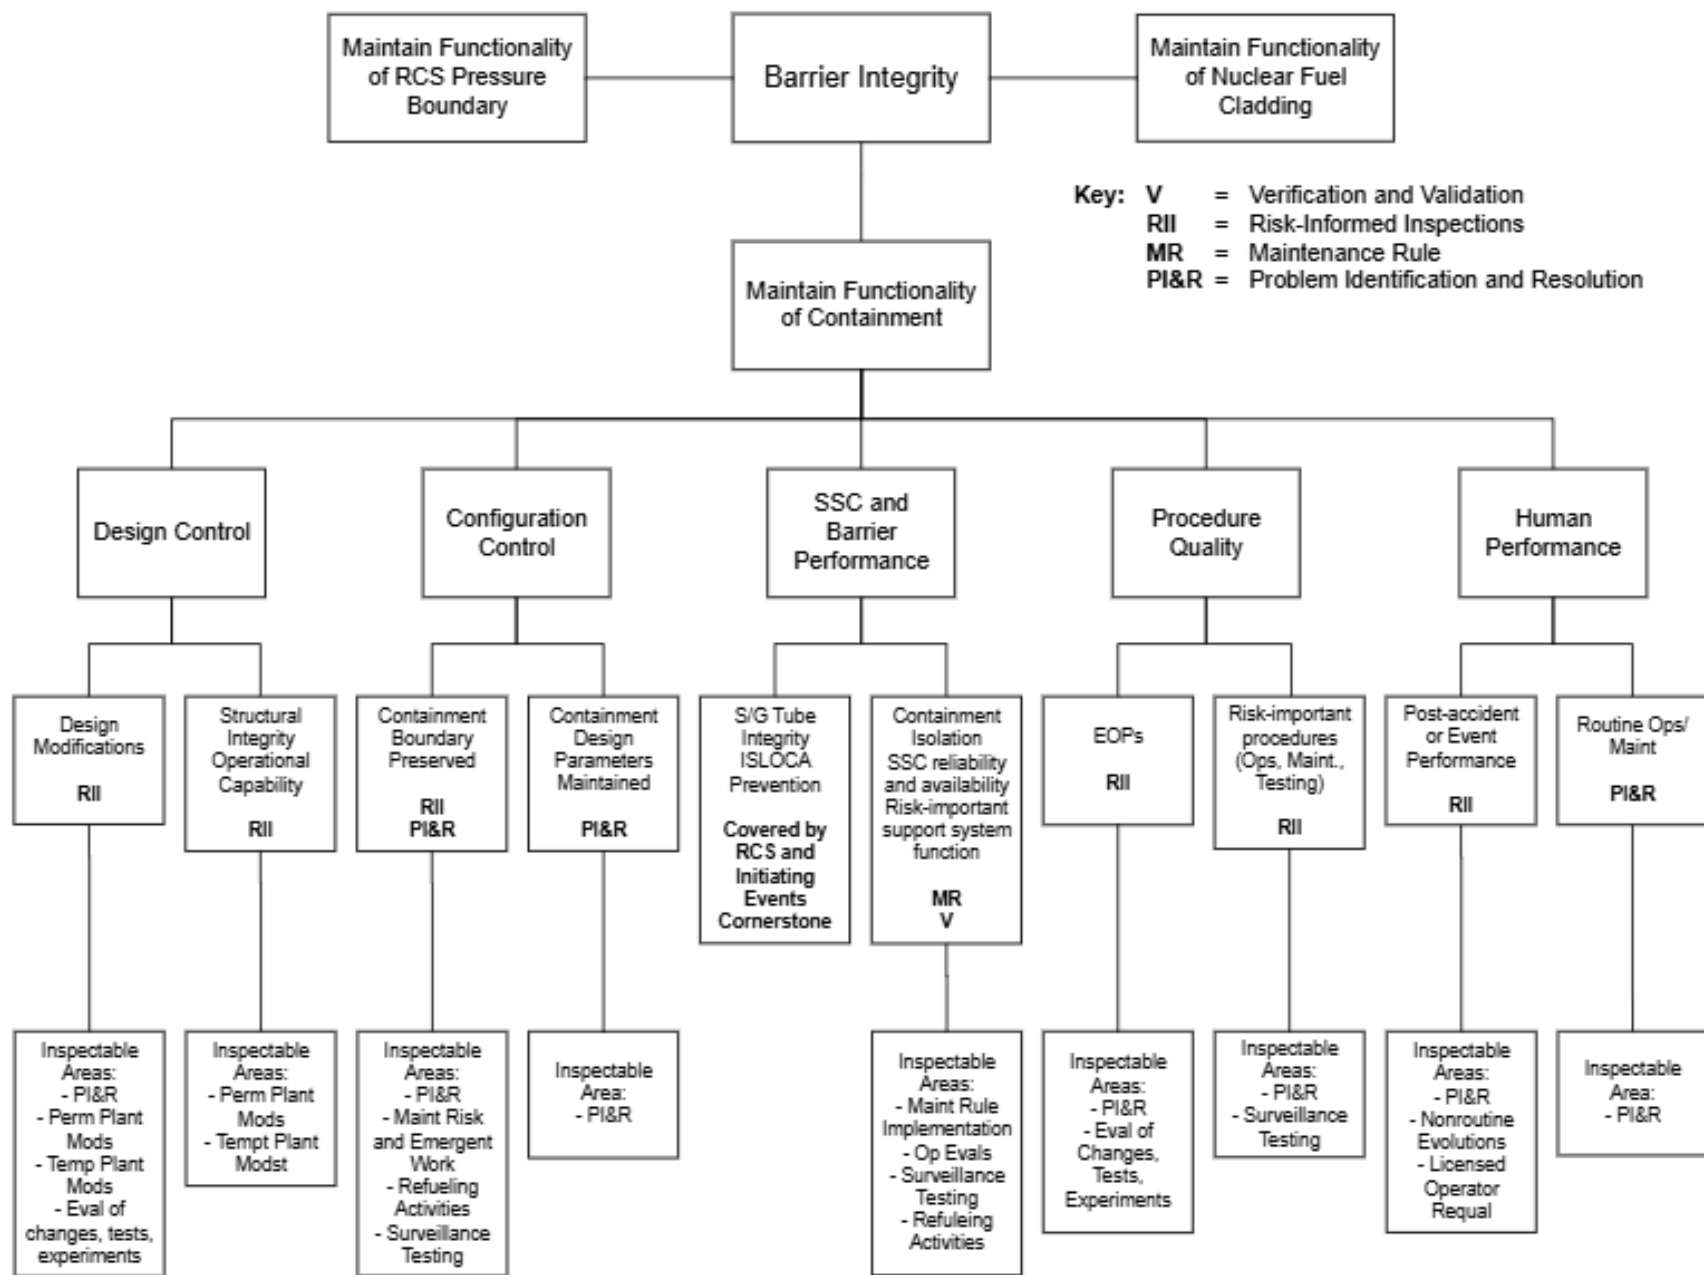 Maintain Functionality
of RCS Pressure
Boundary
Barrier Integrity
Maintain Functionality
of Nuclear Fuel
Cladding
Key: V = Verification and Validation
RII = Risk-Informed Inspections
MR = Maintenance Rule
PI&R = Problem Identification and Resolution
Maintain Functionality
of Containment
Design Control
Configuration
Control
SSC and
Barrier
Performance
Procedure
Quality
Human
Performance
Design
Modifications
RII
Structural
Integrity
Operational
Capability
RII
Containment
Boundary
Preserved
RII
PI&R
Containment
Design
Parameters
Maintained
PI&R
S/G Tube
Integrity
ISLOCA
Prevention
Covered by
RCS and
Initiating
Events
Cornerstone
Containment
Isolation
SSC reliability
and availability
Risk-important
support system
function
MR
V
EOPs
RII
Risk-important
procedures
(Ops, Maint.,
Testing)
RII
Post-accident
or Event
Performance
RII
Routine Ops/
Maint
PI&R
Inspectable
Areas:
- PI&R
- Perm Plant
Mods
- Temp Plant
Mods
- Eval of
changes, tests,
experiments
Inspectable
Areas:
- Perm Plant
Mods
- Tempt Plant
Modst
Inspectable
Areas:
- PI&R
- Maint Risk
and Emergent
Work
- Refueling
Activities
- Surveillance
Testing
Inspectable
Area:
- PI&R
Inspectable
Areas:
- Maint Rule
Implementation
- Op Evals
- Surveillance
Testing
- Refuleing
Activities
Inspectable
Areas:
- PI&R
- Eval of
Changes,
Tests,
Experiments
Inspectable
Areas:
- PI&R
- Surveillance
Testing
Inspectable
Areas:
- PI&R
- Nonroutine
Evolutions
- Licensed
Operator
Requal
Inspectable
Area:
- PI&R